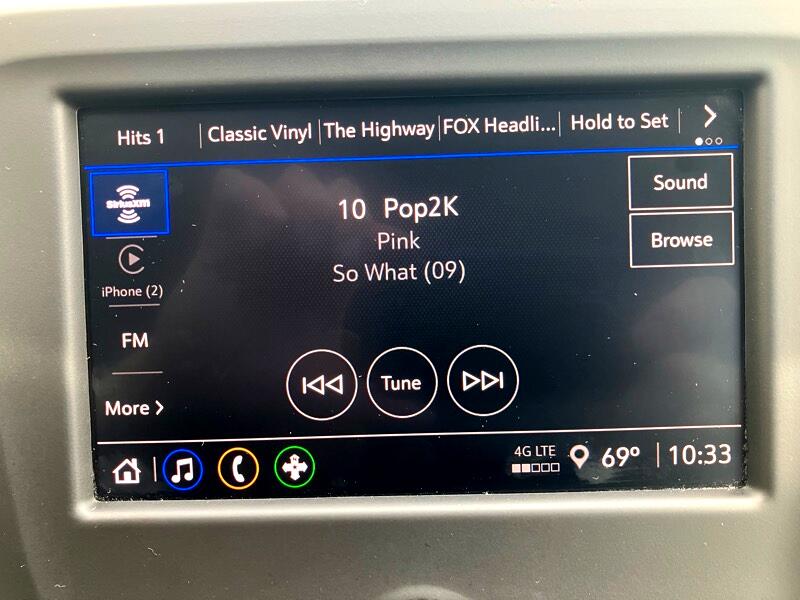 Hits 1
Classic Vinyl
The Highway
FOX Headli...
Hold to Set
SiriusXM
10 Pop2K
Pink
So What (09)
Sound
Browse
iPhone (2)
FM
More
Tune
4G LTE
69°
10:33